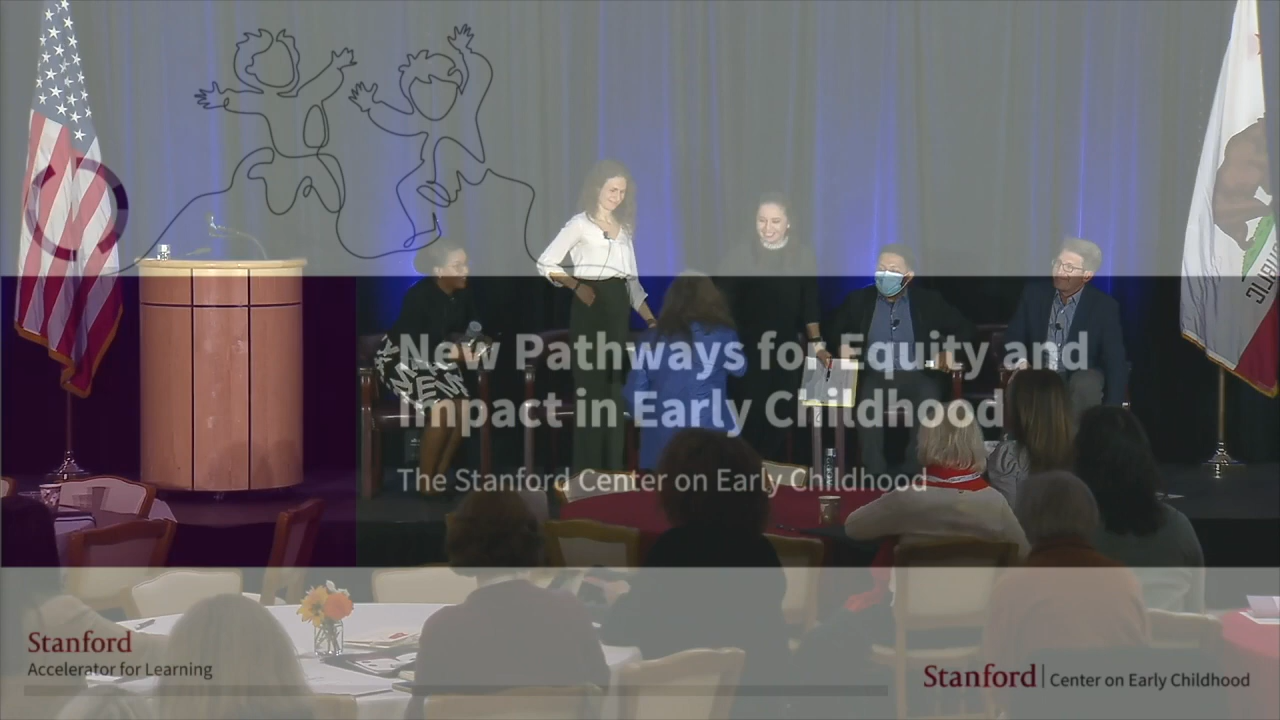 New Pathways for Equity and
Impact in Early Childhood
The Stanford Center on Early Childhood
Stanford
Accelerator for Learning
Stanford | Center on Early Childhood